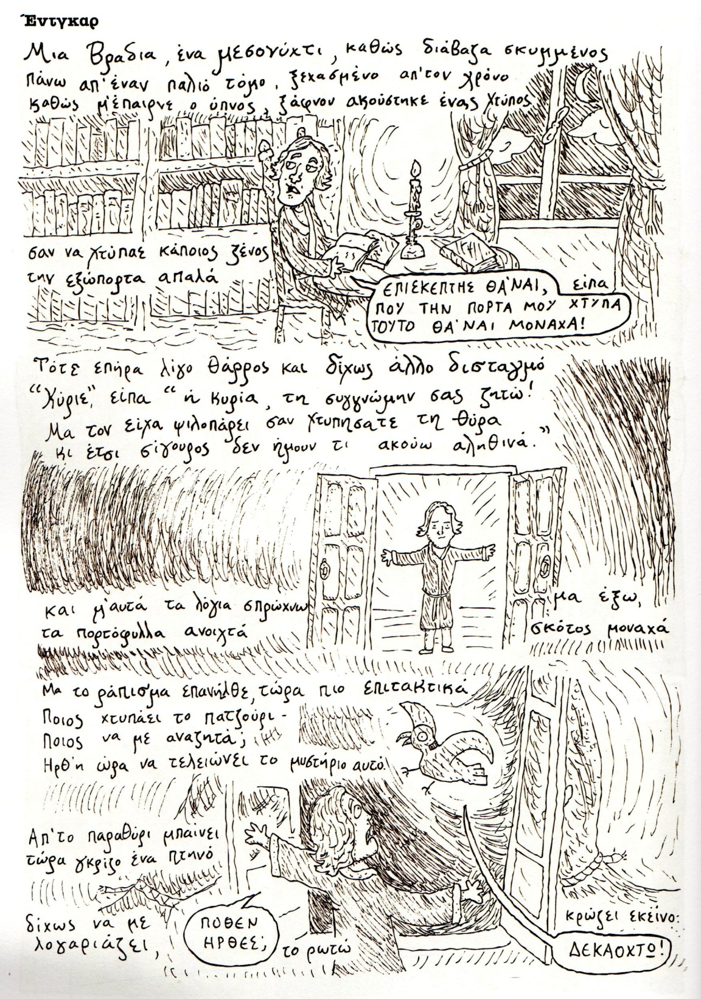 Έντγκαρ
Μια Βραδια, ένα μεσονύχτι, καθώς διάβαζα σκυμμένος
πάνω απ' έναν παλιό τόμο, ξεχασμένο απ' τον χρόνο
καθώς μ' έπαιρνε ο ύπνος, ξάφνου ακούστηκε ένας χτύπος
σαν να χτύπαε κάποιος ξένος
την εξώπορτα απαλά
ΕΠΙΣΚΕΠΤΗΣ ΘΑ'ΝΑΙ, είπα
ΠΟΥ ΤΗΝ ΠΟΡΤΑ ΜΟΥ ΧΤΥΠΑ
ΤΟΥΤΟ ΘΑ'ΝΑΙ ΜΟΝΑΧΑ!
Τότε επήρα λίγο θάρρος και δίχως άλλο δισταγμό
"Κύριε," είπα "ή κυρία, τη συγγνώμην σας ζητώ!
Μα τον είχα ψιλοπάρει σαν χτυπήσατε τη θύρα
κι έτσι σίγουρος δεν ήμουν τι ακούω αληθινά."
και μ' αυτά τα λόγια σπρώχνω
τα πορτόφυλλα ανοιχτά
μα έξω,
σκότος μοναχά
Μα το ράπισμα επανήλθε, τώρα πιο επιτακτικά
Ποιος χτυπάει το πατζούρι -
ποιος να με αναζητά;
Ήρθ' η ώρα να τελειώνει το μυστήριο αυτό!
Απ' το παραθύρι μπαίνει
τώρα γκρίζο ένα πτηνό
δίχως να με
λογαριάζει,
ΠΟΘΕΝ
ΗΡΘΕΣ;
το ρωτώ
κρώζει εκείνο:
ΔΕΚΑΟΧΤΩ!